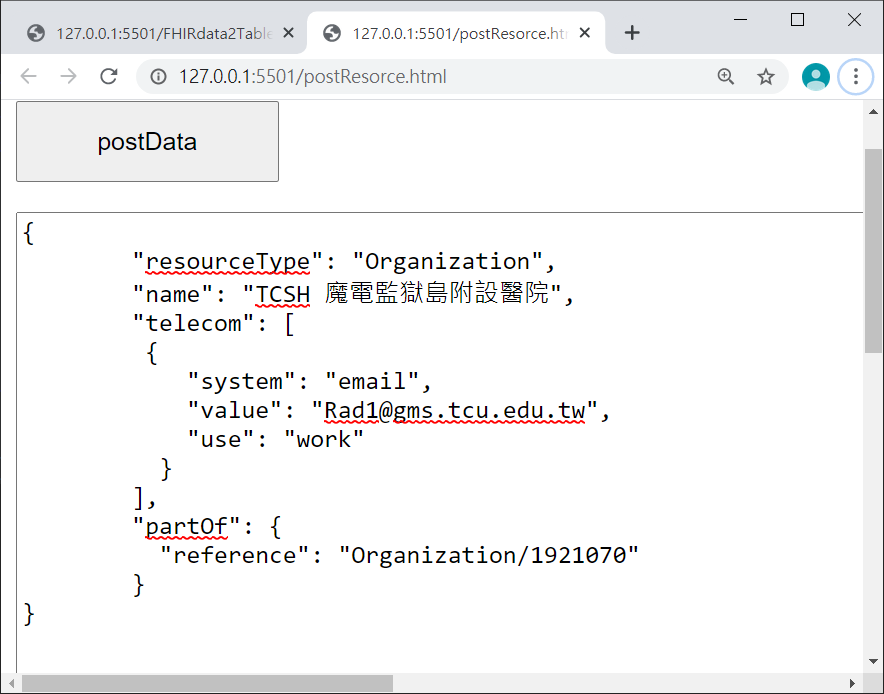 127.0.0.1:5501/FHIRdata2Table
127.0.0.1:5501/postResorce.html
127.0.0.1:5501/postResorce.html
postData
{
"resourceType": "Organization",
"name": "TCSH 魔電監獄島附設醫院",
"telecom": [
{
"system": "email",
"value": "Rad1@gms.tcu.edu.tw",
"use": "work"
}
],
"partOf": {
"reference": "Organization/1921070"
}
}